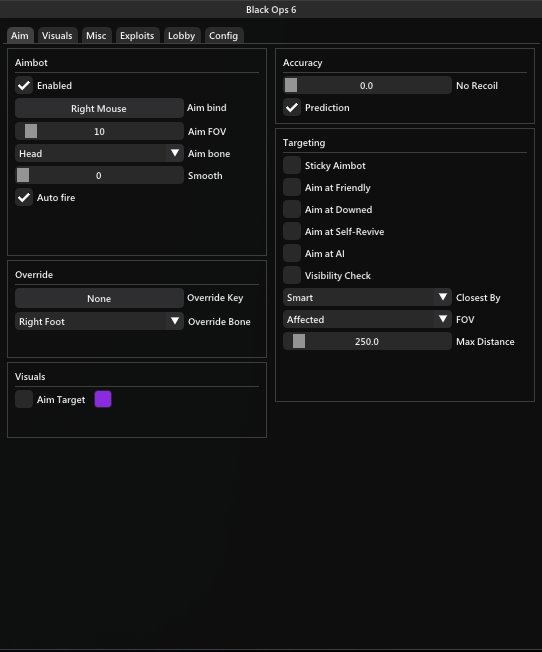 Black Ops 6
Aim Visuals Misc Exploits Lobby Config
Aimbot
Enabled
Right Mouse Aim bind
10 Aim FOV
Head Aim bone
0 Smooth
Auto fire
Override
None Override Key
Right Foot Override Bone
Visuals
Aim Target
Accuracy
0.0 No Recoil
Prediction
Targeting
Sticky Aimbot
Aim at Friendly
Aim at Downed
Aim at Self-Revive
Aim at AI
Visibility Check
Smart Closest By
Affected FOV
250.0 Max Distance